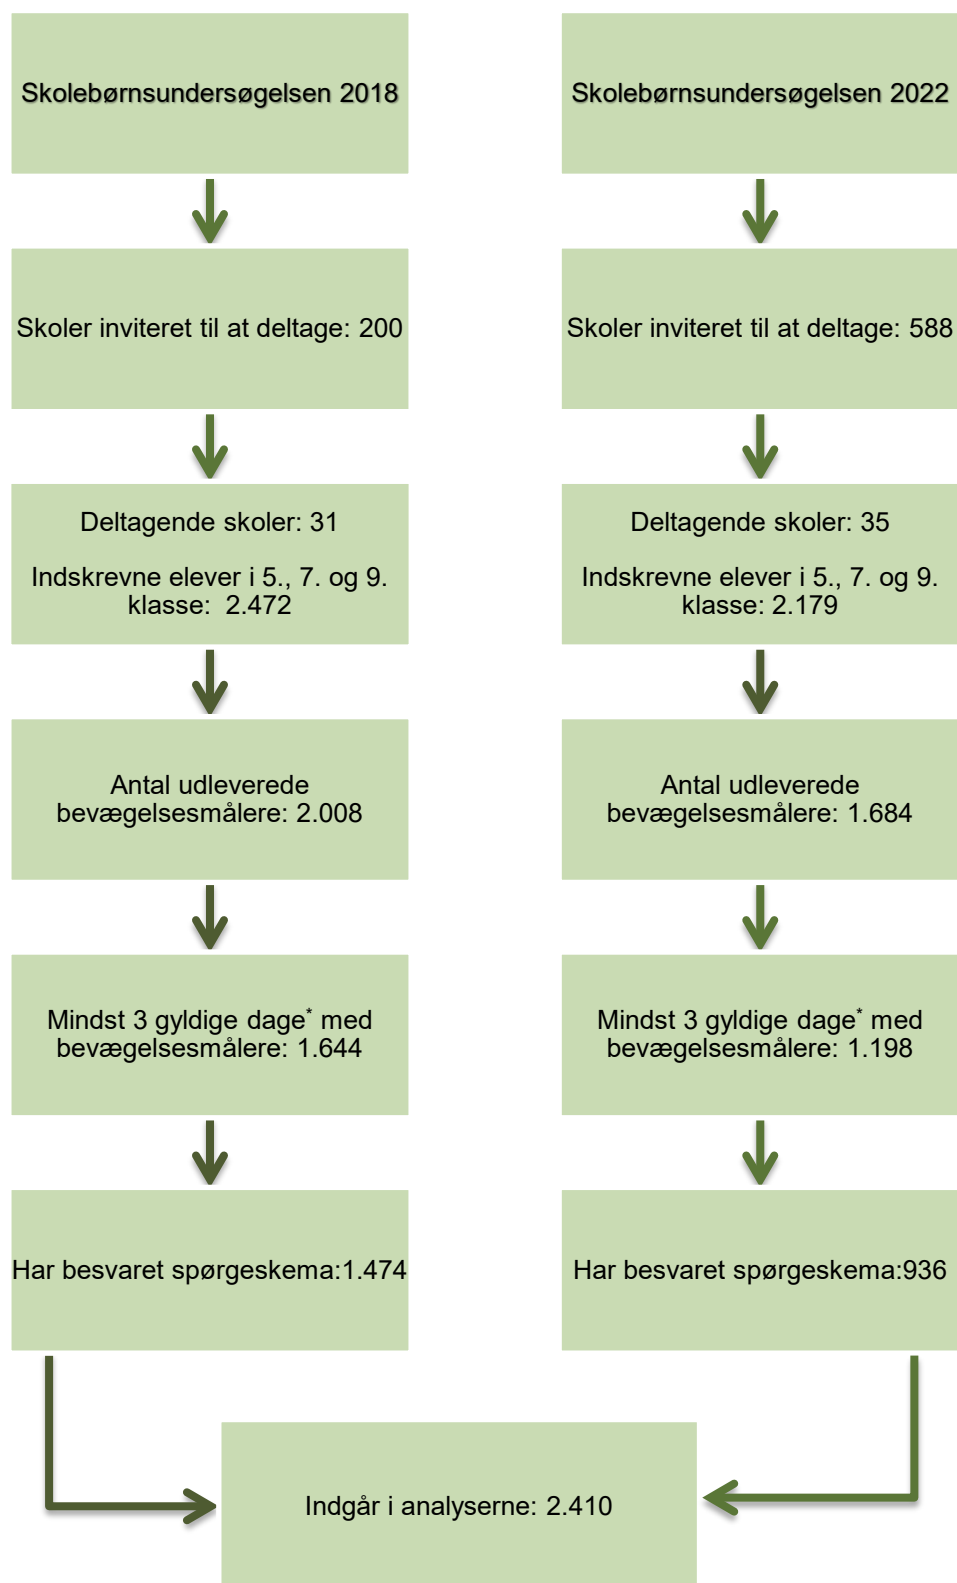 Skolebørnsundersøgelsen 2018
Skoler inviteret til at deltage: 200
Deltagende skoler: 31
Indskrevne elever i 5., 7. og 9.
klasse:  2.472
Antal udleverede
bevægelsesmålere: 2.008
Mindst 3 gyldige dage* med
bevægelsesmålere: 1.644
Har besvaret spørgeskema:1.474
Skolebørnsundersøgelsen 2022
Skoler inviteret til at deltage: 588
Deltagende skoler: 35
Indskrevne elever i 5., 7. og 9.
klasse: 2.179
Antal udleverede
bevægelsesmålere: 1.684
Mindst 3 gyldige dage* med
bevægelsesmålere: 1.198
Har besvaret spørgeskema:936
Indgår i analyserne: 2.410